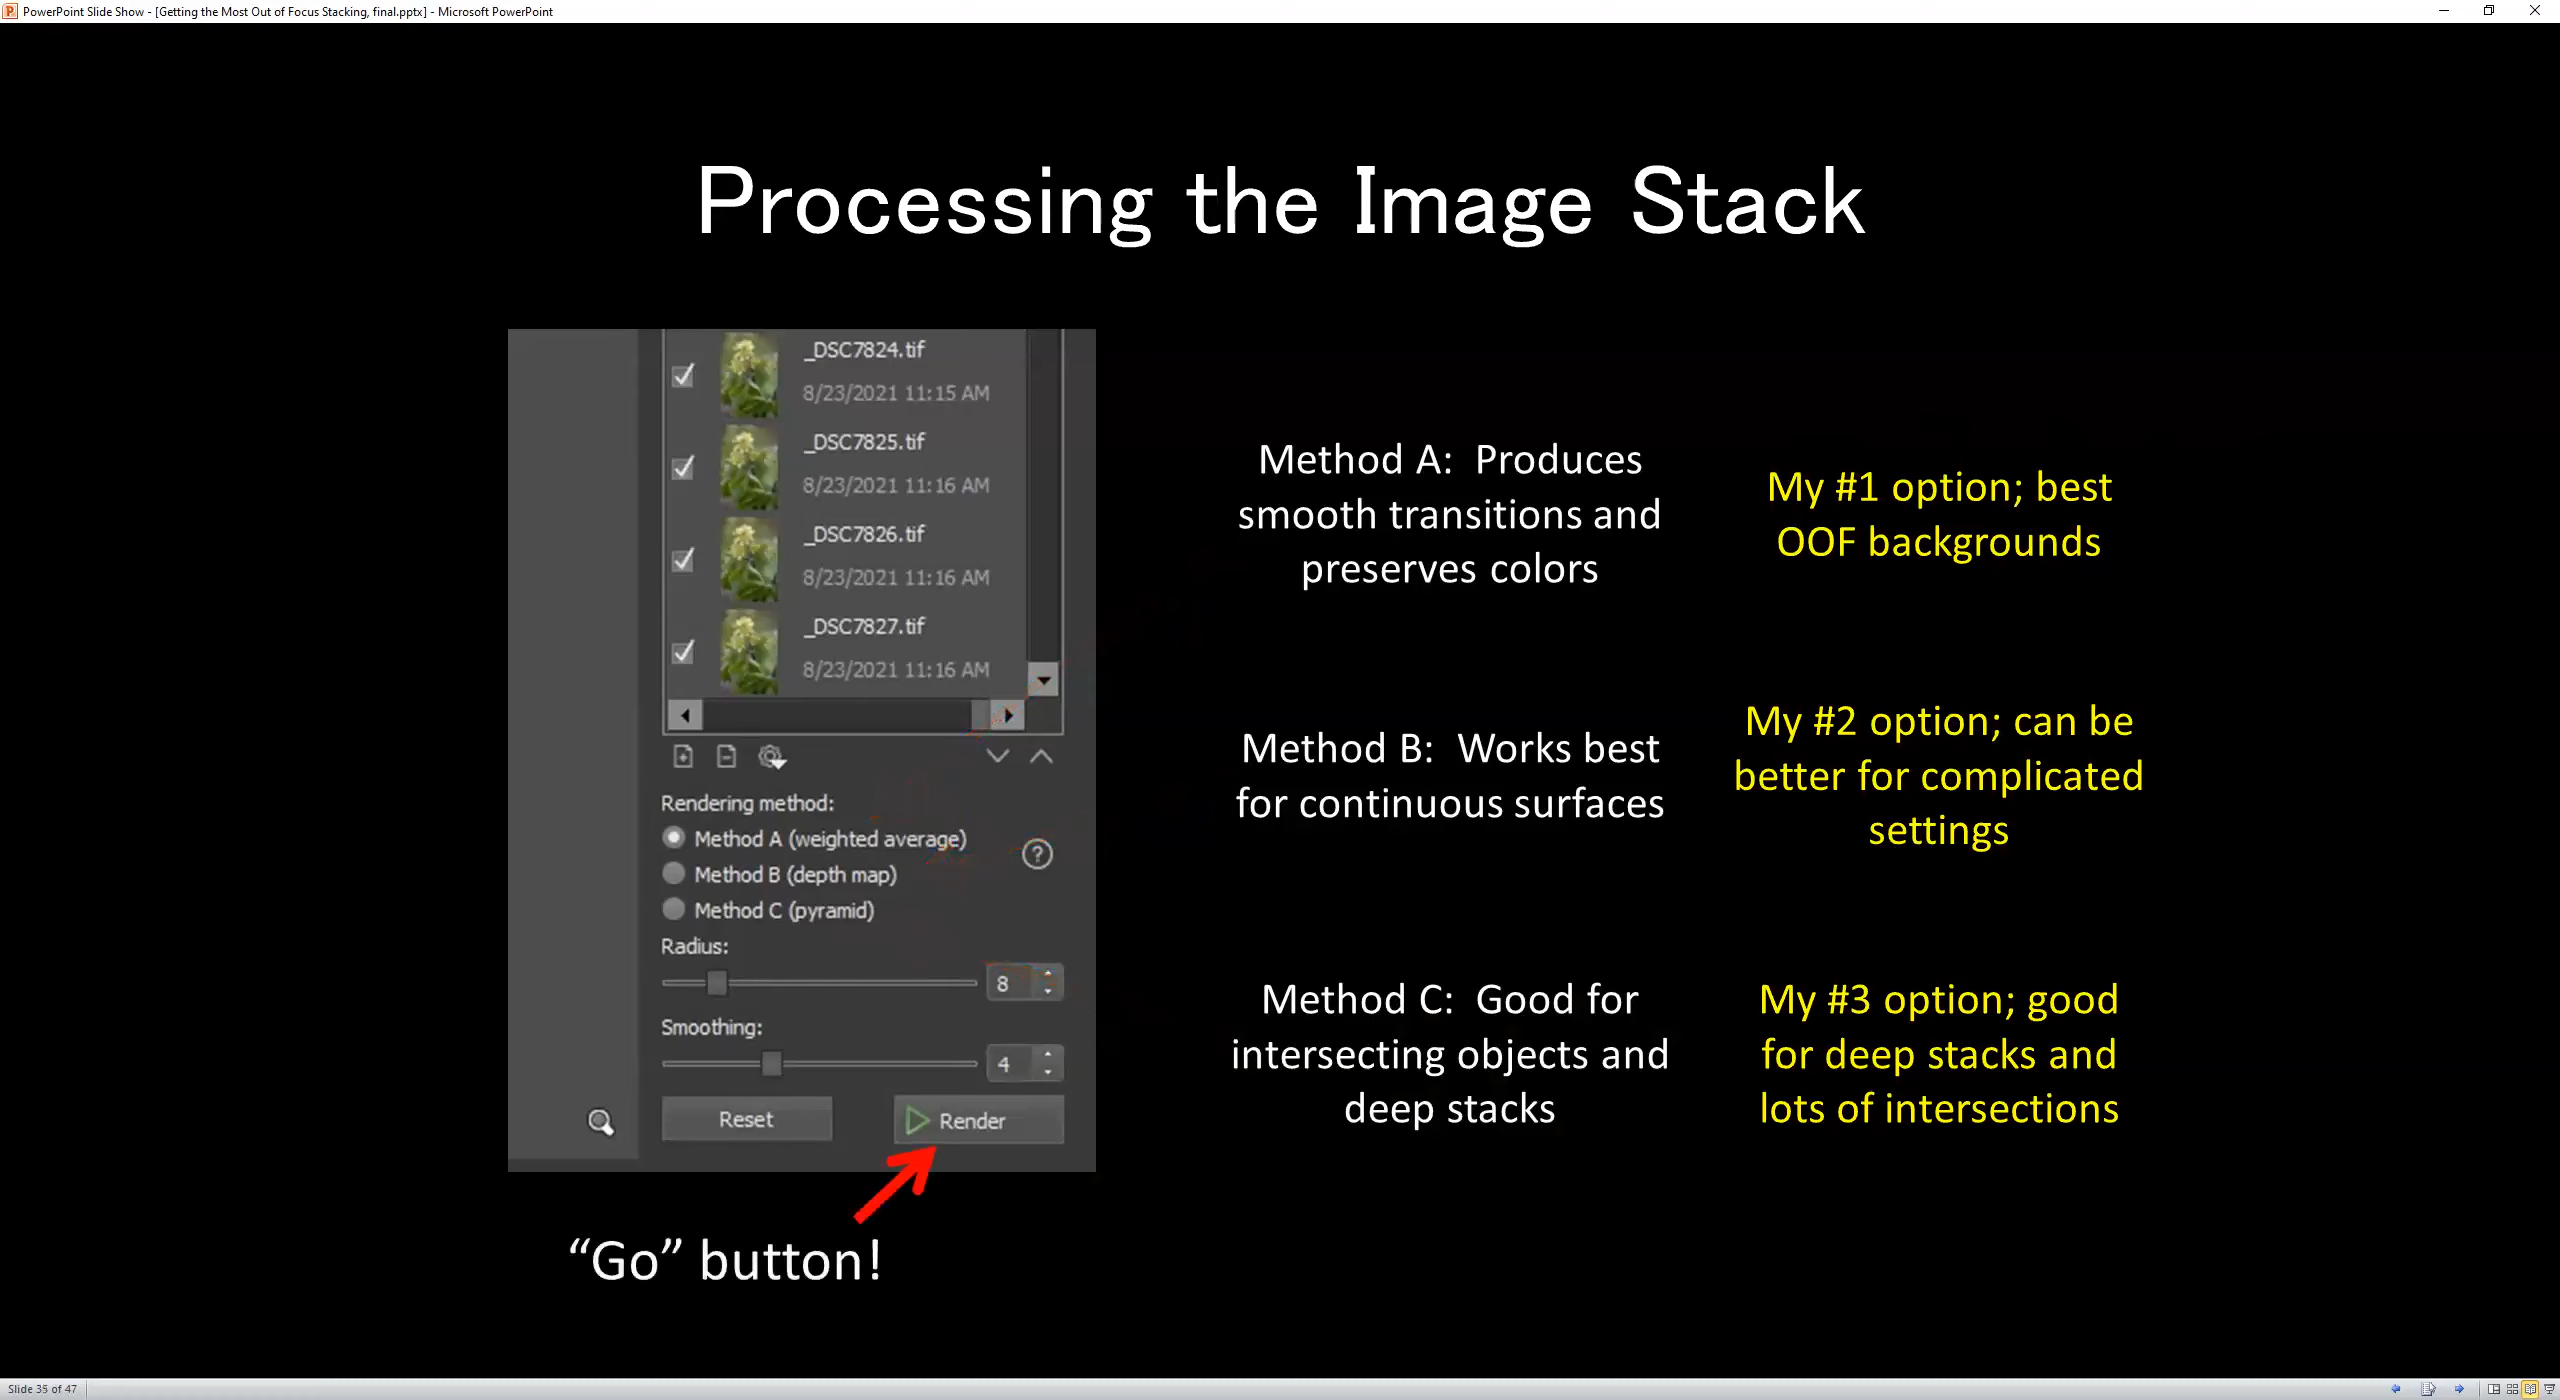 PowerPoint Slide Show - [Getting the Most Out of Focus Stacking, final.pptx] - Microsoft PowerPoint
Processing the Image Stack
_DSC7824.tif
8/23/2021 11:15 AM
_DSC7825.tif
8/23/2021 11:16 AM
_DSC7826.tif
8/23/2021 11:16 AM
_DSC7827.tif
8/23/2021 11:16 AM
Rendering method:
Method A (weighted average)
Method B (depth map)
Method C (pyramid)
?
Radius:
8
Smoothing:
4
Reset
Render
“Go” button!
Method A:  Produces
smooth transitions and
preserves colors
My #1 option; best
OOF backgrounds
Method B:  Works best
for continuous surfaces
My #2 option; can be
better for complicated
settings
Method C:  Good for
intersecting objects and
deep stacks
My #3 option; good
for deep stacks and
lots of intersections
Slide 35 of 47